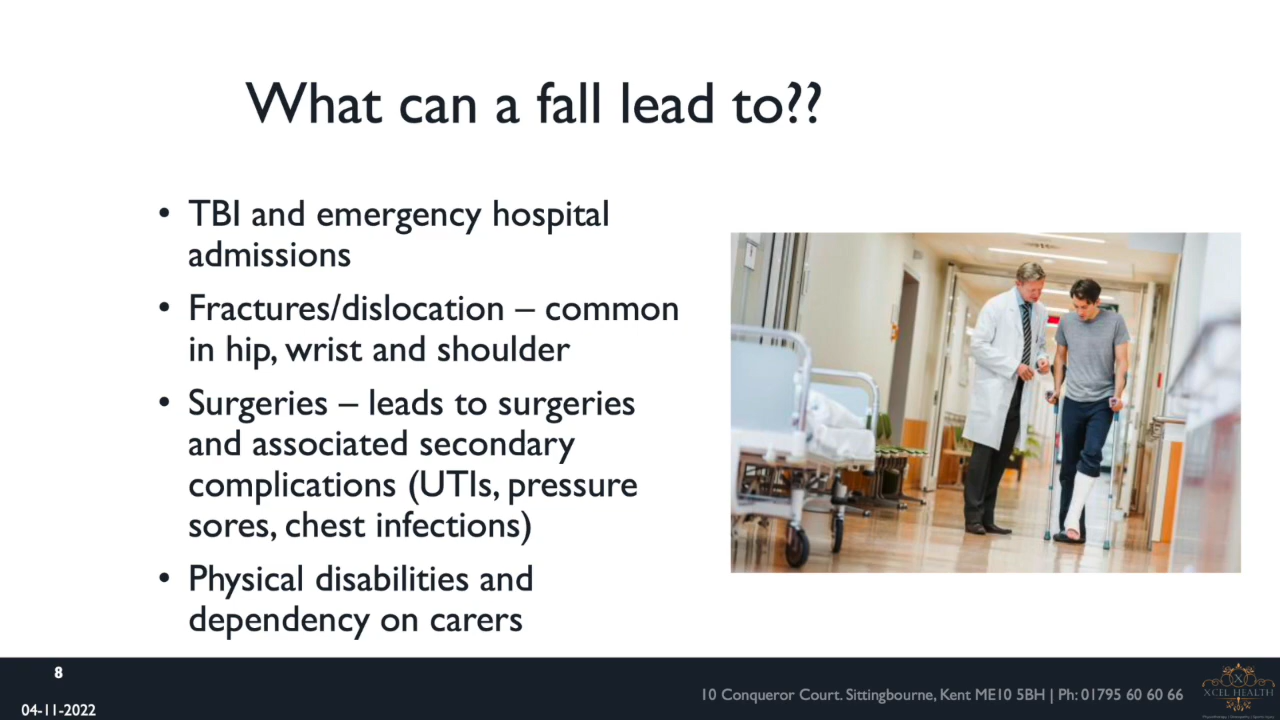 What can a fall lead to??
• TBI and emergency hospital
admissions
• Fractures/dislocation – common
in hip, wrist and shoulder
• Surgeries – leads to surgeries
and associated secondary
complications (UTIs, pressure
sores, chest infections)
• Physical disabilities and
dependency on carers
8
04-11-2022
10 Conqueror Court. Sittingbourne, Kent ME10 5BH | Ph: 01795 60 60 66
XCEL HEALTH